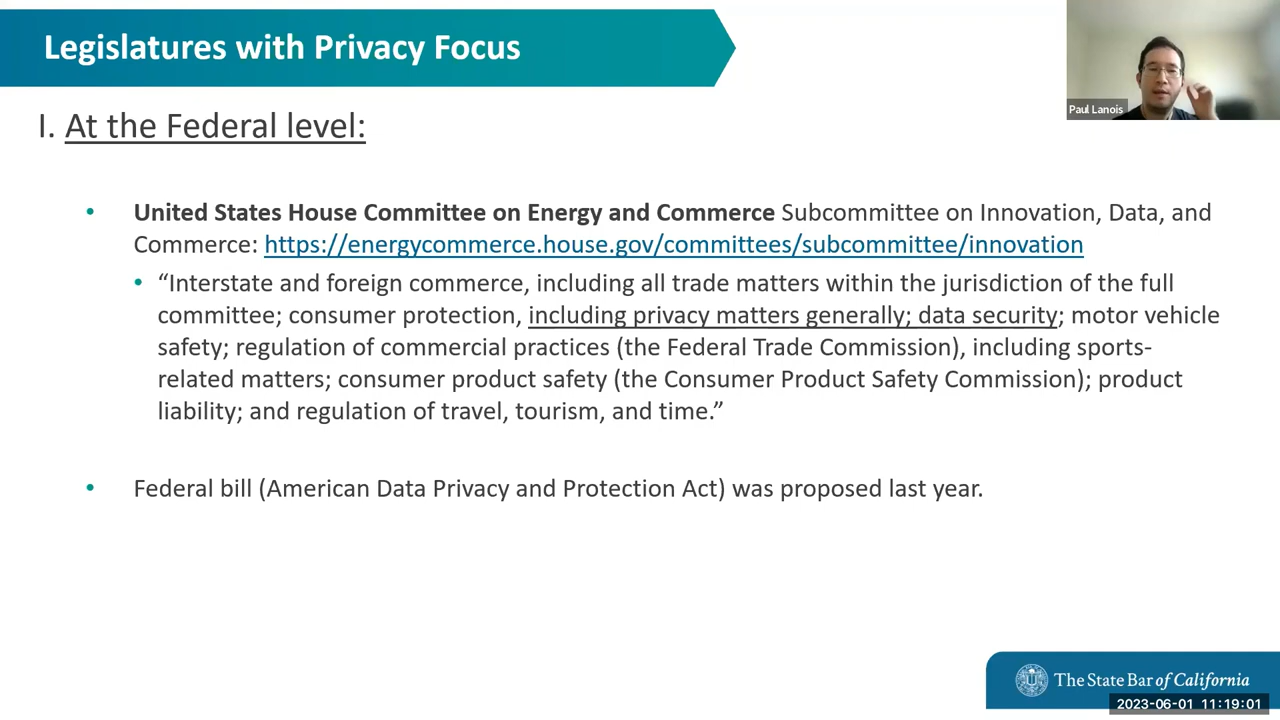 Legislatures with Privacy Focus
Paul Lanois
I. At the Federal level:
• United States House Committee on Energy and Commerce Subcommittee on Innovation, Data, and
Commerce: https://energycommerce.house.gov/committees/subcommittee/innovation
• “Interstate and foreign commerce, including all trade matters within the jurisdiction of the full
committee; consumer protection, including privacy matters generally; data security; motor vehicle
safety; regulation of commercial practices (the Federal Trade Commission), including sports-
related matters; consumer product safety (the Consumer Product Safety Commission); product
liability; and regulation of travel, tourism, and time.”
• Federal bill (American Data Privacy and Protection Act) was proposed last year.
The State Bar of California
2023-06-01 11:19:01